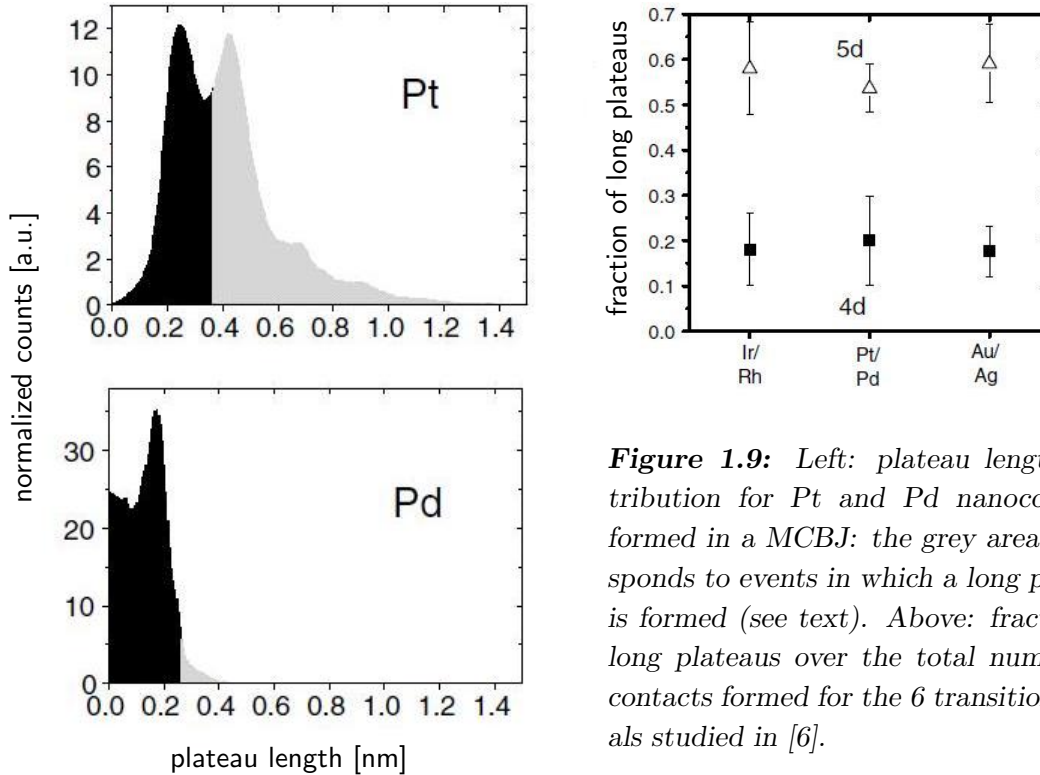 normalized counts [a.u.]
12
10
8
6
4
2
0
Pt
0.0 0.2 0.4 0.6 0.8 1.0 1.2 1.4
30
20
10
0
Pd
0.0 0.2 0.4 0.6 0.8 1.0 1.2 1.4
plateau length [nm]
fraction of long plateaus
0.7
0.6
0.5
0.4
0.3
0.2
0.1
0.0
5d
4d
Ir/ Pt/ Au/
Rh Pd Ag
Figure 1.9: Left: plateau lengt
tribution for Pt and Pd nanoco
formed in a MCBJ: the grey area
sponds to events in which a long p
is formed (see text). Above: frac
long plateaus over the total num
contacts formed for the 6 transition
als studied in [6].